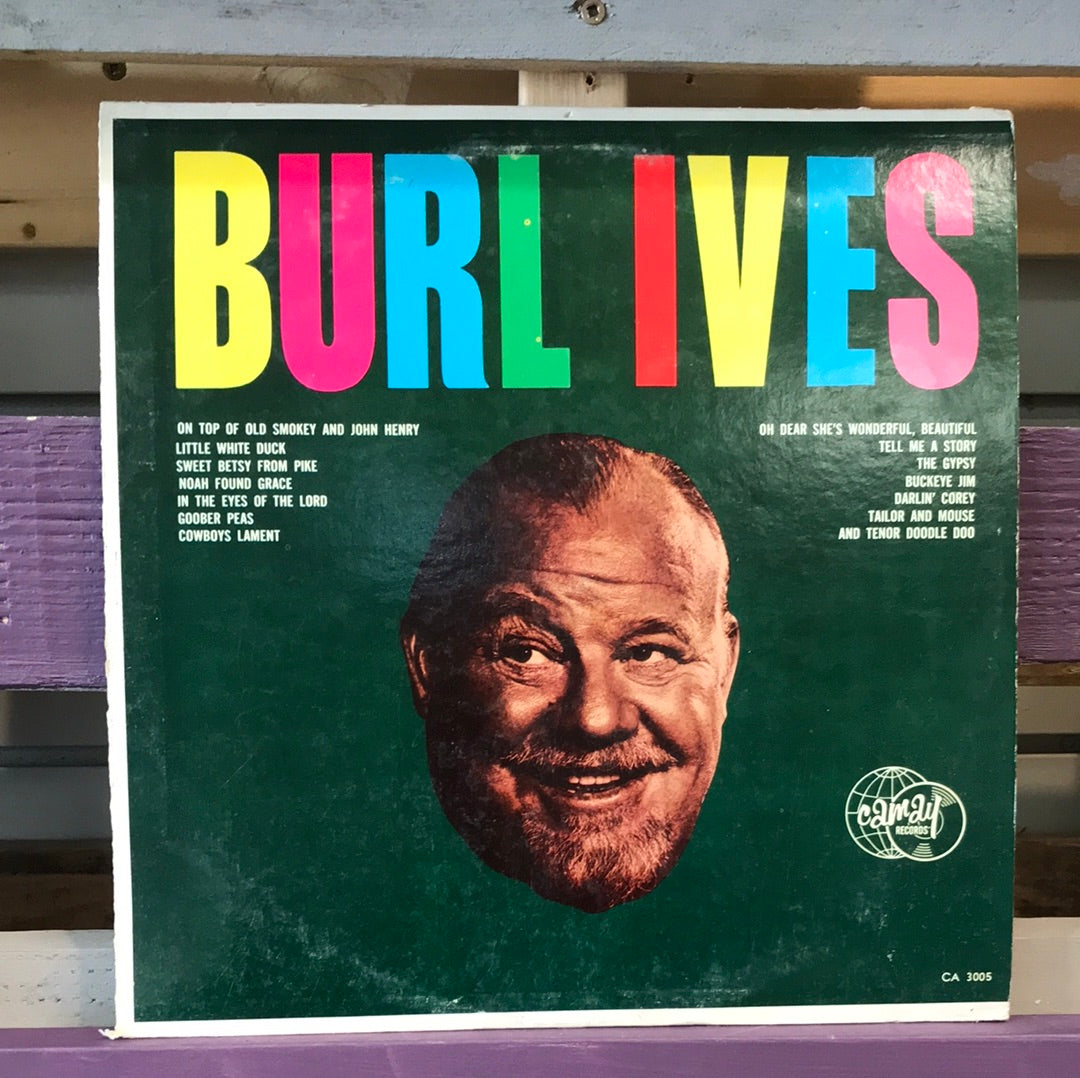 BURL IVES
ON TOP OF OLD SMOKEY AND JOHN HENRY
LITTLE WHITE DUCK
SWEET BETSY FROM PIKE
NOAH FOUND GRACE
IN THE EYES OF THE LORD
GOOBER PEAS
COWBOYS LAMENT
OH DEAR SHE'S WONDERFUL, BEAUTIFUL
TELL ME A STORY
THE GYPSY
BUCKEYE JIM
DARLIN' COREY
TAILOR AND MOUSE
AND TENOR DOODLE DOO
camay
RECORDS
CA 3005